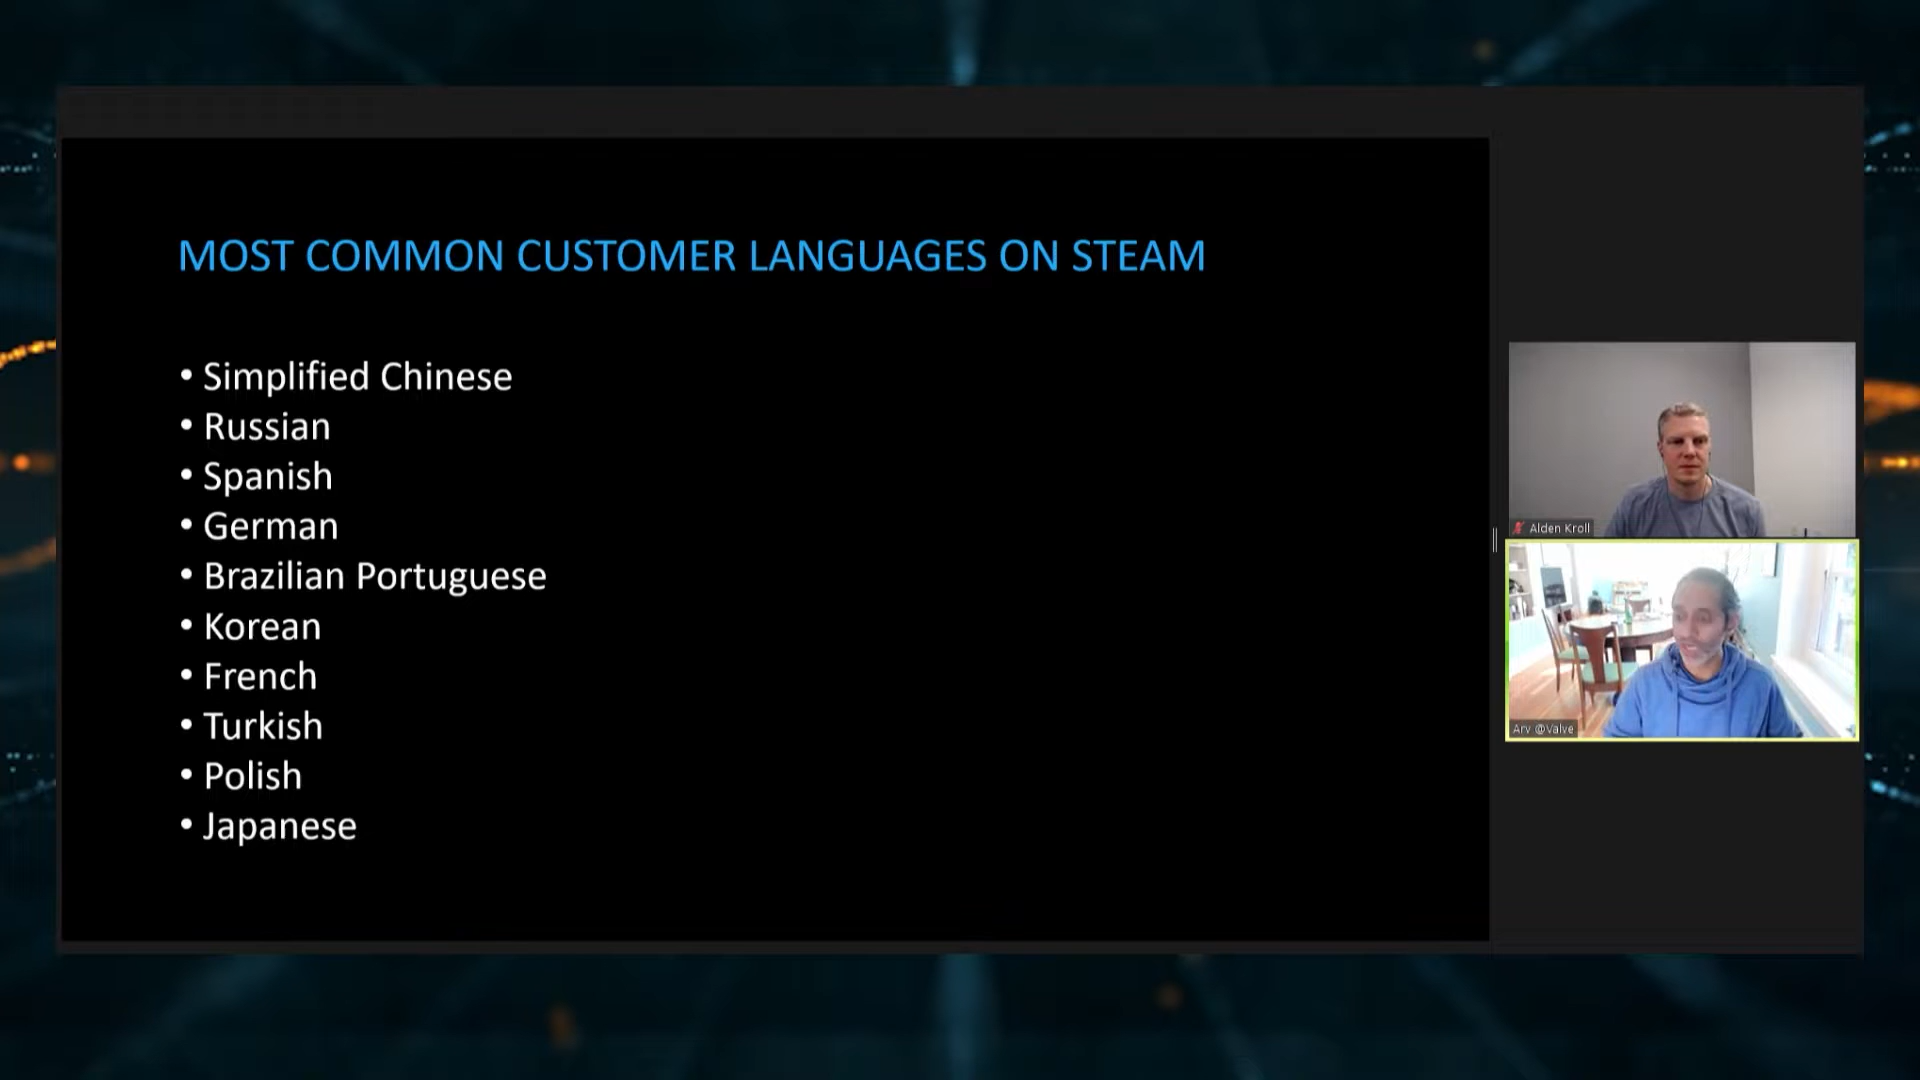 MOST COMMON CUSTOMER LANGUAGES ON STEAM
• Simplified Chinese
• Russian
• Spanish
• German
• Brazilian Portuguese
• Korean
• French
• Turkish
• Polish
• Japanese
Alden Kroll
Arv @Valve